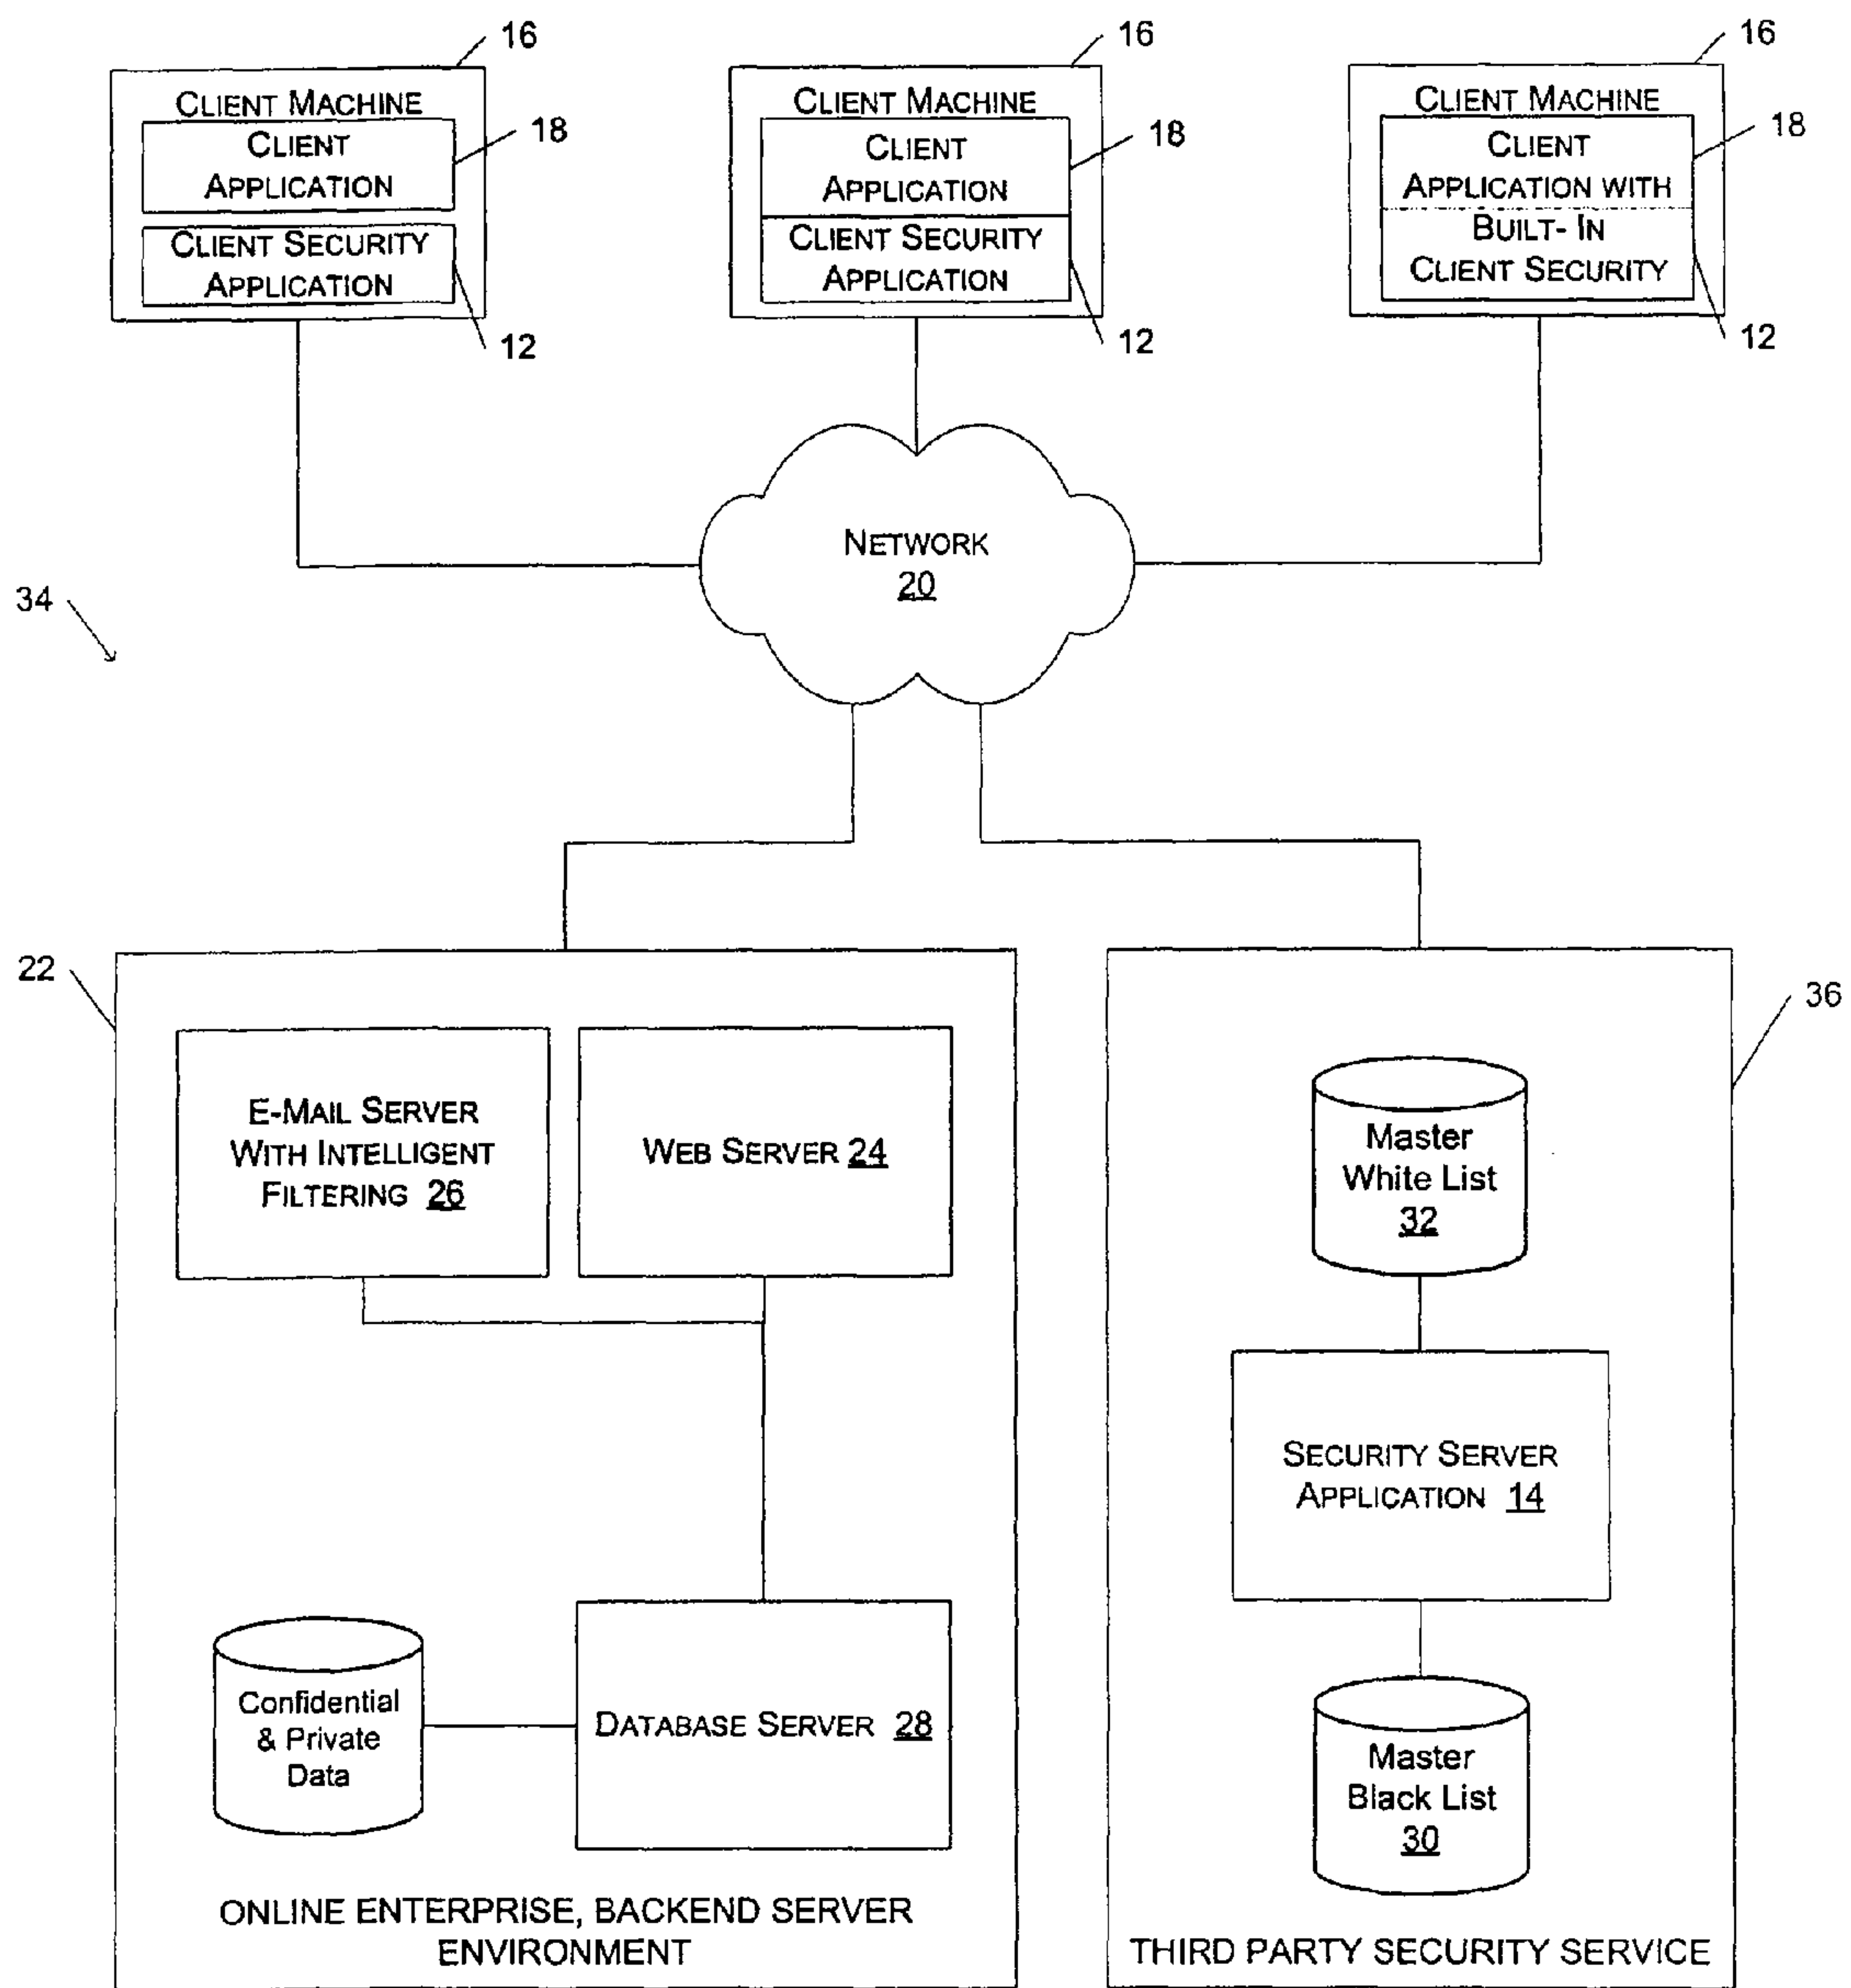 16
CLIENT MACHINE
CLIENT
APPLICATION
18
CLIENT SECURITY
APPLICATION
12
16
CLIENT MACHINE
CLIENT
APPLICATION
18
CLIENT SECURITY
APPLICATION
12
16
CLIENT MACHINE
CLIENT
APPLICATION WITH
18
BUILT- IN
CLIENT SECURITY
12
NETWORK
20
34
22
E-MAIL SERVER
WITH INTELLIGENT
FILTERING 26
WEB SERVER 24
Confidential
& Private
Data
DATABASE SERVER 28
ONLINE ENTERPRISE, BACKEND SERVER
ENVIRONMENT
36
Master
White List
32
SECURITY SERVER
APPLICATION 14
Master
Black List
30
THIRD PARTY SECURITY SERVICE